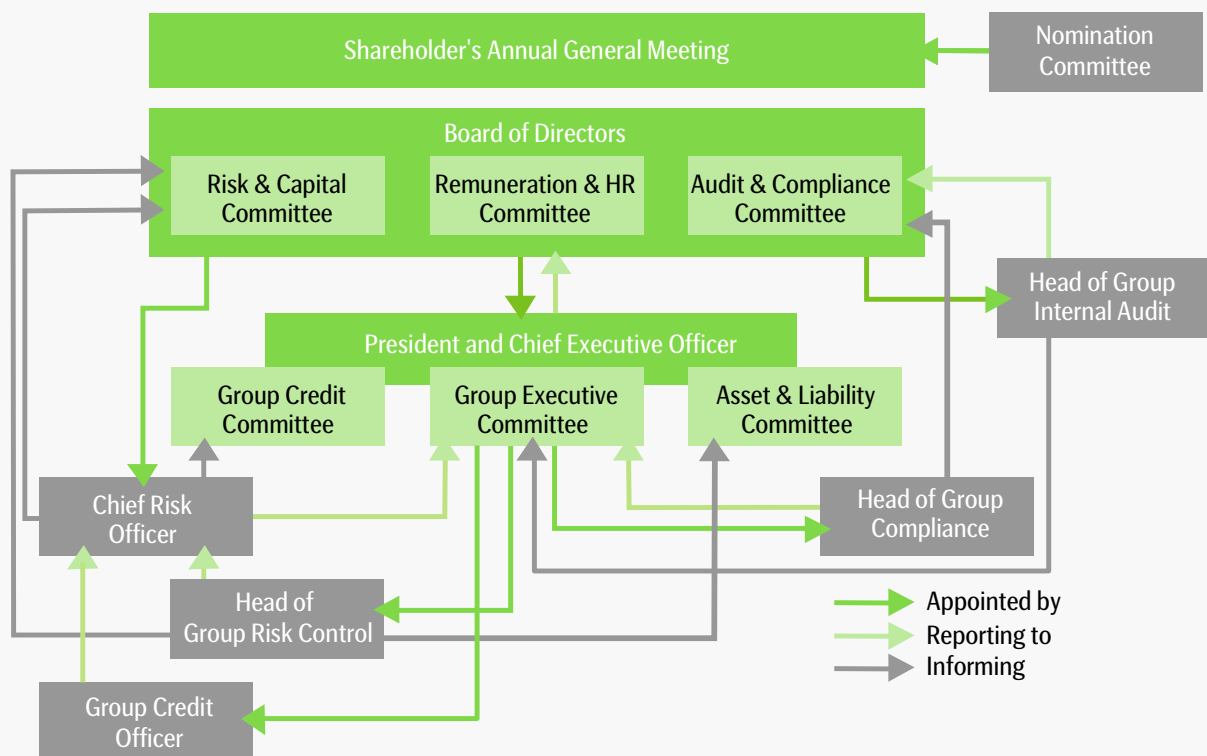 Shareholder's Annual General Meeting
Nomination
Committee
Board of Directors
Risk & Capital
Committee
Remuneration & HR
Committee
Audit & Compliance
Committee
Head of Group
Internal Audit
President and Chief Executive Officer
Group Credit
Committee
Group Executive
Committee
Asset & Liability
Committee
Chief Risk
Officer
Head of Group
Compliance
Head of
Group Risk Control
Group Credit
Officer
Appointed by
Reporting to
Informing